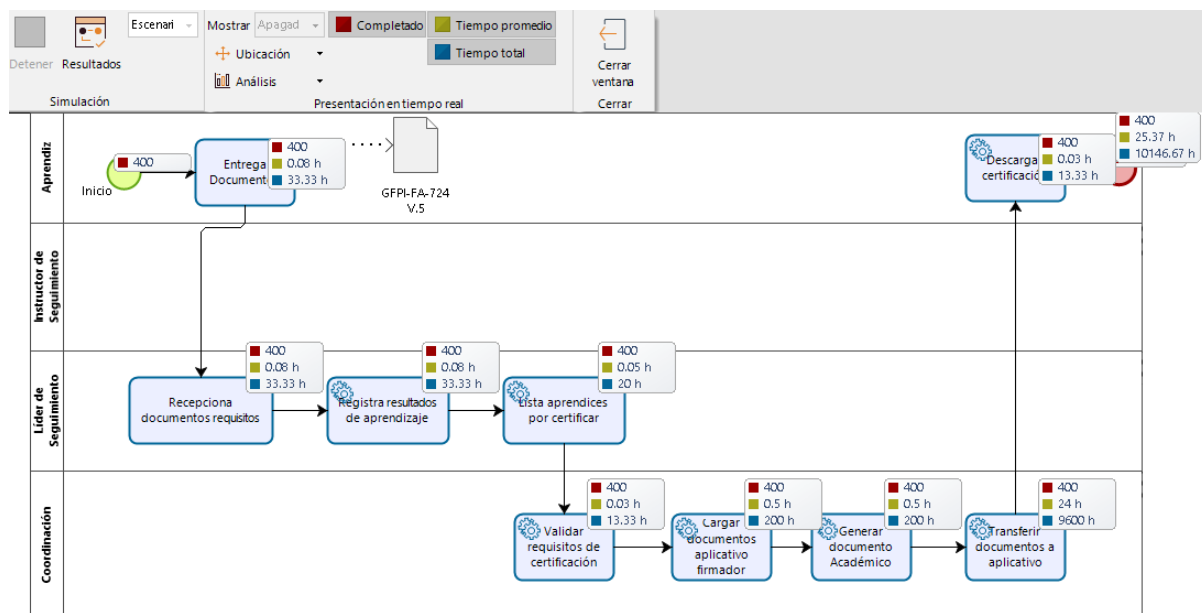 Detener
Resultados
Escenari
Simulación
Mostrar
Apagad
Completado
Tiempo promedio
Ubicación
Tiempo total
Análisis
Presentación en tiempo real
Cerrar
ventana
Cerrar
Aprendiz
Inicio
400
Entrega
400
0.08 h
33.33 h
GFPI-FA-724
V.5
Descarga
400
0.03 h
13.33 h
400
25.37 h
10146.67 h
Instructor de
Seguimiento
Líder de
Seguimiento
Recepciona
documentos requisitos
400
0.08 h
33.33 h
Registra resultados
de aprendizaje
400
0.08 h
33.33 h
Lista aprendices
por certificar
400
0.05 h
20 h
Coordinación
Validar
requisitos de
certificación
400
0.03 h
13.33 h
Cargar
documentos
aplicativo
firmador
400
0.5 h
200 h
Generar
documento
Académico
400
0.5 h
200 h
Transferir
documentos a
aplicativo
400
24 h
9600 h